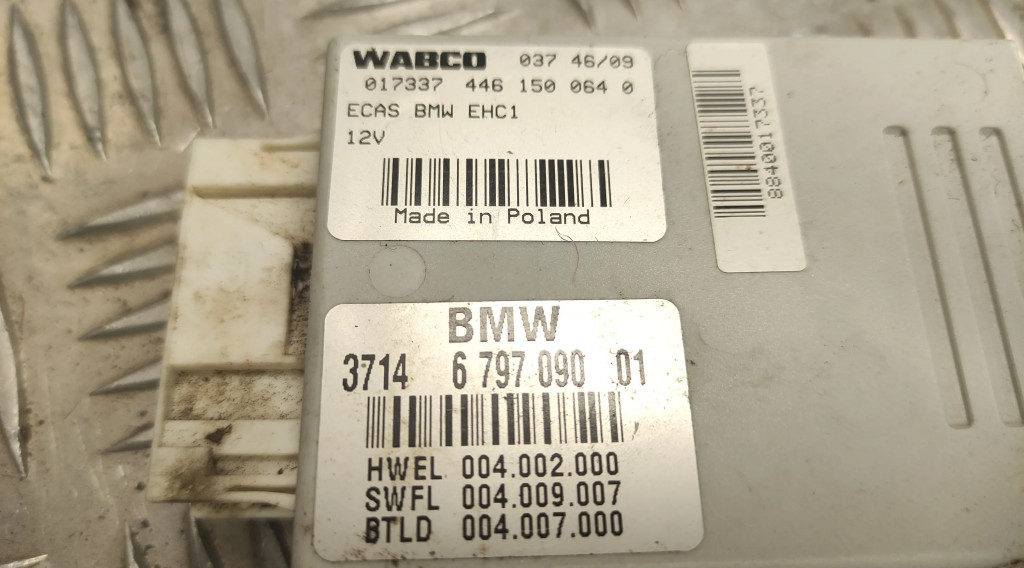 WABCO 037 46/09
017337 446 150 064 0
ECAS BMW EHC1
12V
Made in Poland
8840017337
BMW
3714 6 797 090 01
HWEL 004.002.000
SWFL 004.009.007
BTLD 004.007.000